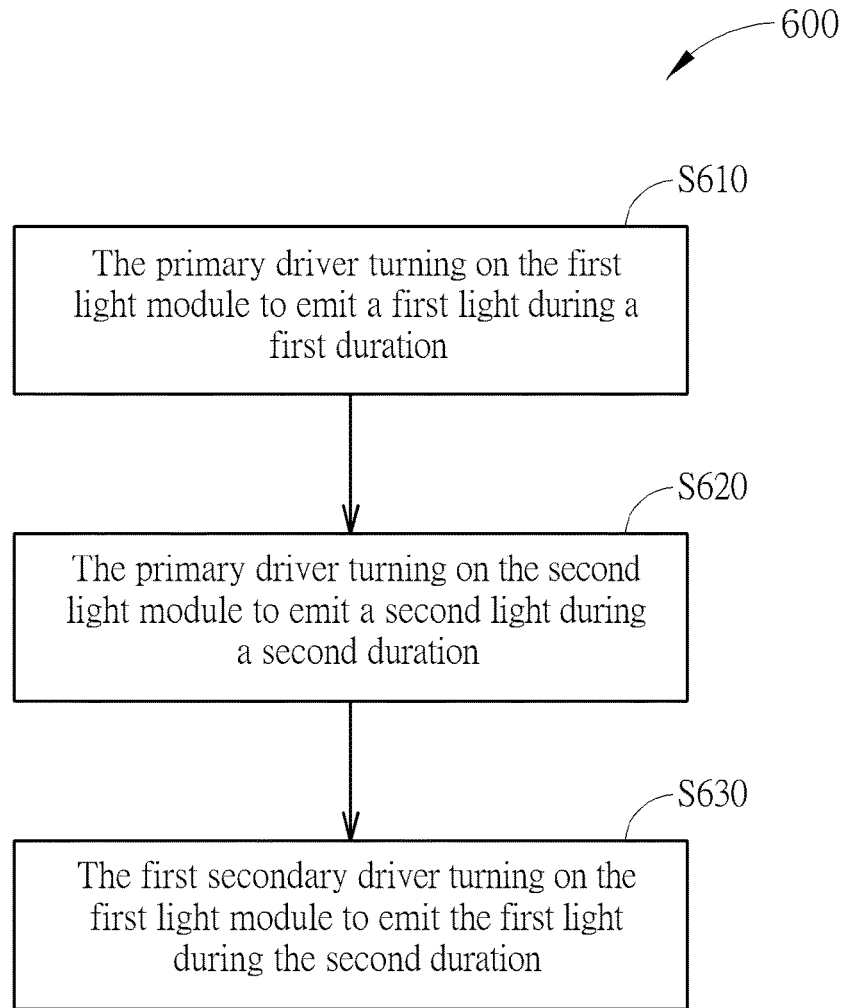 600
S610
The primary driver turning on the first
light module to emit a first light during a
first duration
S620
The primary driver turning on the second
light module to emit a second light during
a second duration
S630
The first secondary driver turning on the
first light module to emit the first light
during the second duration